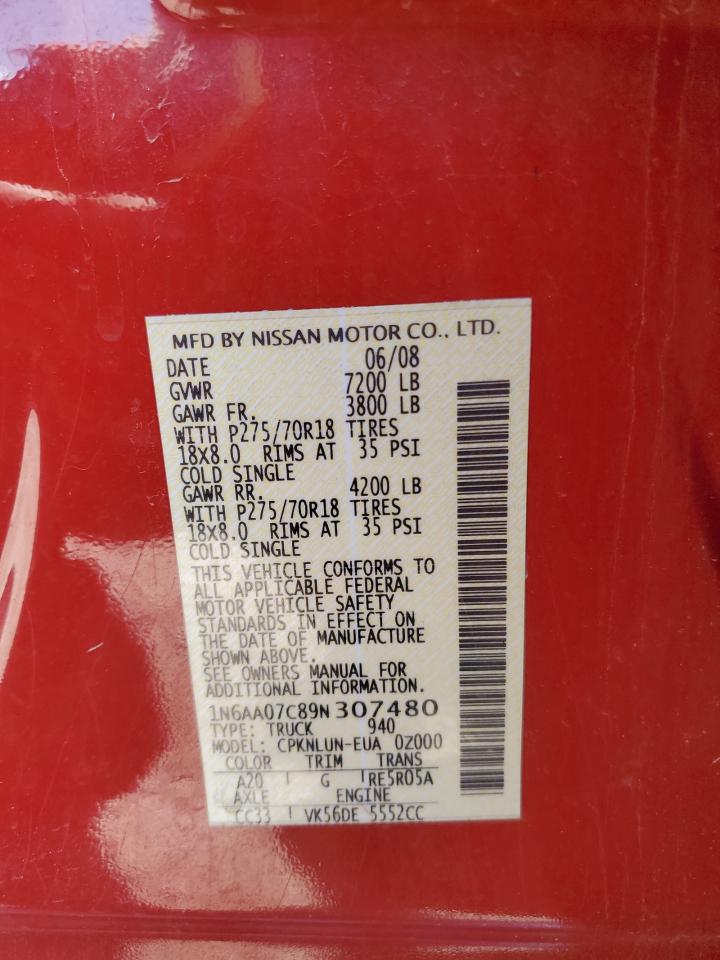 MFD BY NISSAN MOTOR CO., LTD.
DATE 06/08
GVWR 7200 LB
GAWR FR. 3800 LB
WITH P275/70R18 TIRES
18X8.0 RIMS AT 35 PSI
COLD SINGLE
GAWR RR. 4200 LB
WITH P275/70R18 TIRES
18X8.0 RIMS AT 35 PSI
COLD SINGLE
THIS VEHICLE CONFORMS TO
ALL APPLICABLE FEDERAL
MOTOR VEHICLE SAFETY
STANDARDS IN EFFECT ON
THE DATE OF MANUFACTURE
SHOWN ABOVE.
SEE OWNERS MANUAL FOR
ADDITIONAL INFORMATION.
1N6AA07C89N307480
TYPE: TRUCK 940
MODEL: CPKNLUN-EUA 0Z000
COLOR TRIM TRANS
A20 G RE5R05A
AXLE ENGINE
CC33 VK56DE 5552CC